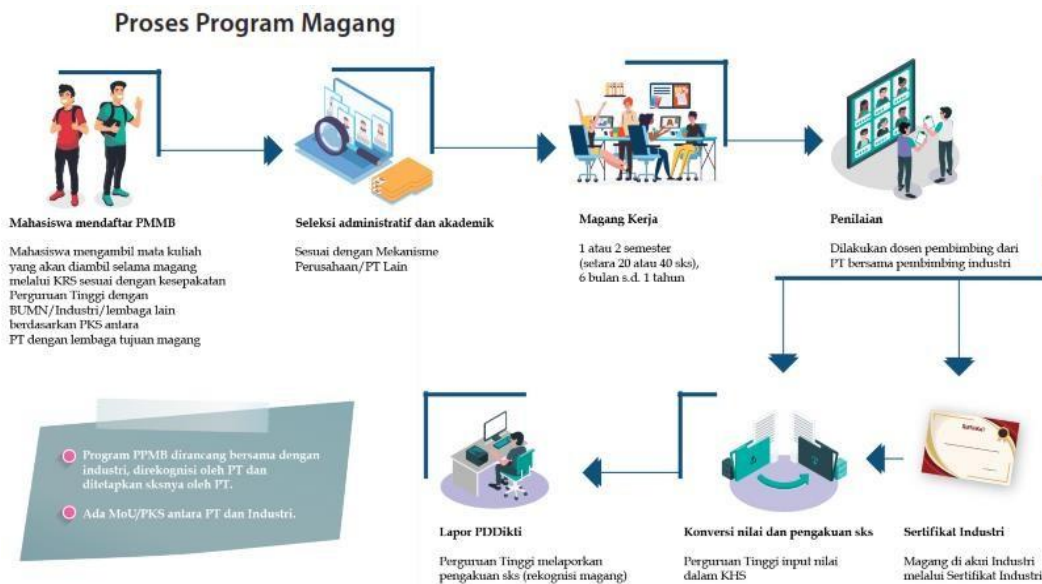 Proses Program Magang
Mahasiswa mendaftar PMMB
Mahasiswa mengambil mata kuliah
yang akan diambil selama magang
melalui KRS sesuai dengan kesepakatan
Perguruan Tinggi dengan
BUMN/Industri/lembaga lain
berdasarkan PKS antara
PT dengan lembaga tujuan magang
Seleksi administratif dan akademik
Sesuai dengan Mekanisme
Perusahaan/PT Lain
Magang Kerja
1 atau 2 semester
(setara 20 atau 40 sks),
6 bulan s.d. 1 tahun
Penilaian
Dilakukan dosen pembimbing dari
PT bersama pembimbing industri
Sertifikat Industri
Magang di akui Industri
melalui Sertifikat Industri
Konversi nilai dan pengakuan sks
Perguruan Tinggi input nilai
dalam KHS
Lapor PDDikti
Perguruan Tinggi melaporkan
pengakuan sks (rekognisi magang)
Program PPMB dirancang bersama dengan
industri, direkognisi oleh PT dan
ditetapkan sksnya oleh PT.
Ada MoU/PKS antara PT dan Industri.